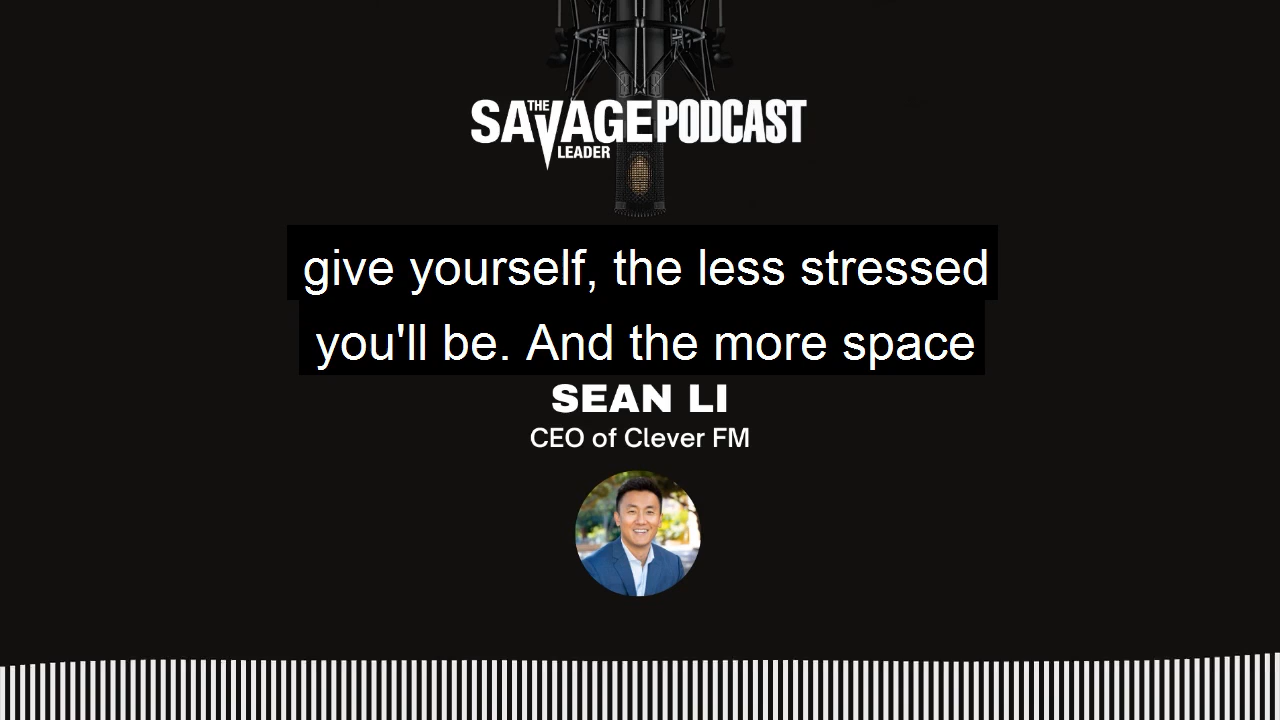 THE SAVAGE LEADER PODCAST
give yourself, the less stressed
you'll be. And the more space
SEAN LI
CEO of Clever FM